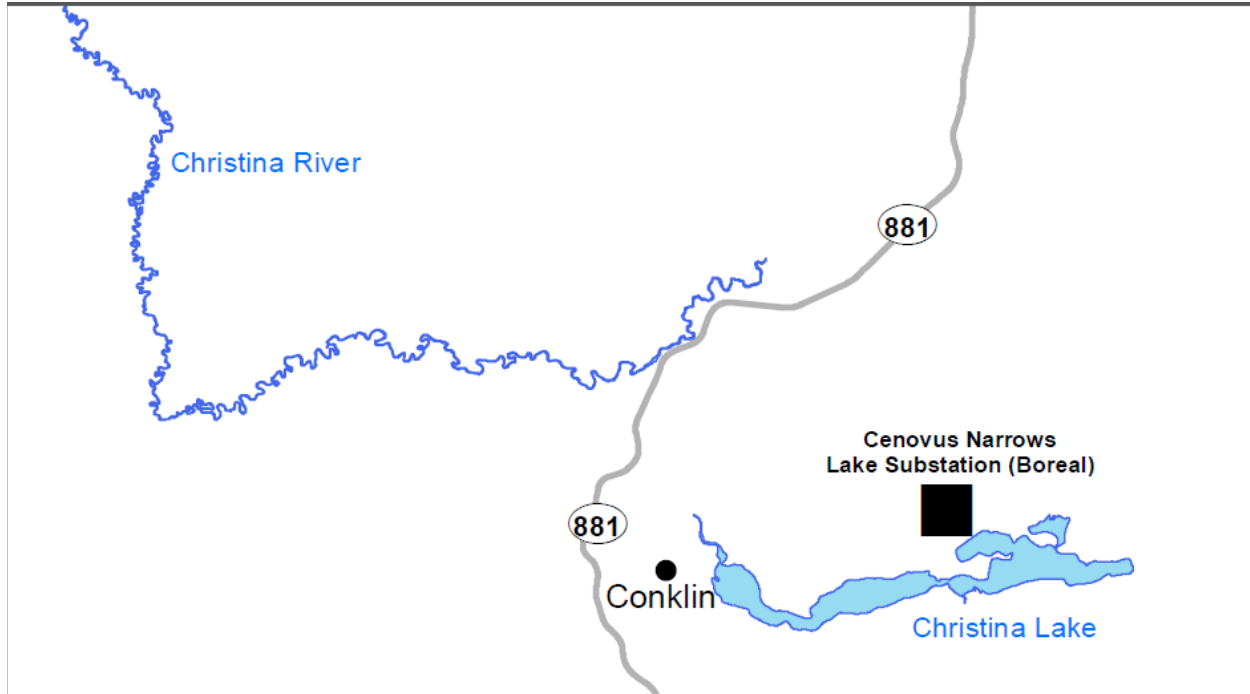 Christina River
881
Cenovus Narrows
Lake Substation (Boreal)
881
Conklin
Christina Lake